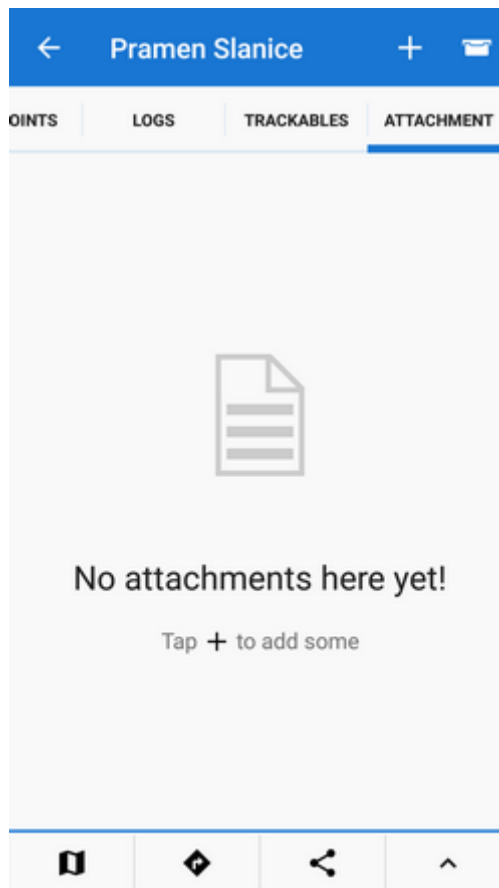 Pramen Slanice
OINTS LOGS TRACKABLES ATTACHMENT
No attachments here yet!
Tap + to add some